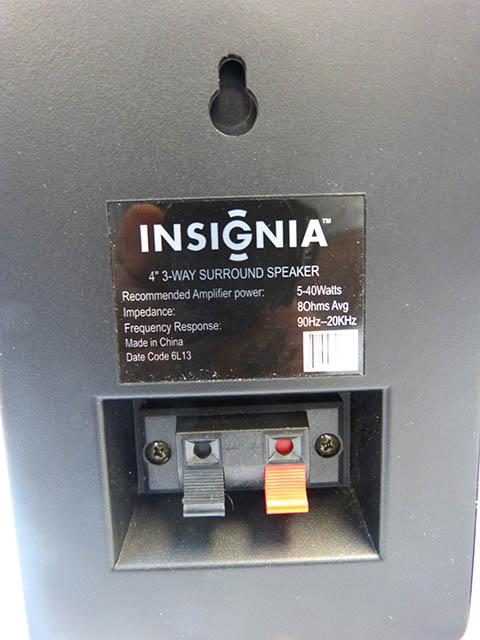 INSIGNIA™
4" 3-WAY SURROUND SPEAKER
Recommended Amplifier power: 5-40Watts
Impedance: 8Ohms Avg
Frequency Response: 90Hz–20KHz
Made in China
Date Code 6L13